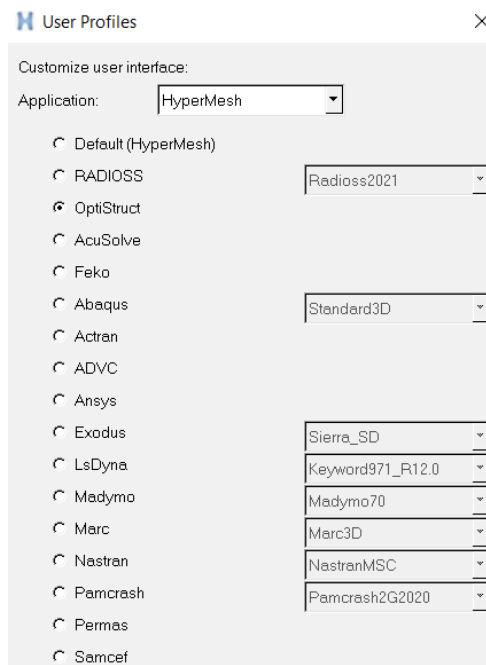 User Profiles
Customize user interface:
Application: HyperMesh
Default (HyperMesh)
RADIOSS Radioss2021
OptiStruct
AcuSolve
Feko
Abaqus Standard3D
Actran
ADVC
Ansys
Exodus Sierra_SD
LsDyna Keyword971_R12.0
Madymo Madymo70
Marc Marc3D
Nastran NastranMSC
Pamcrash Pamcrash2G2020
Permas
Samcef